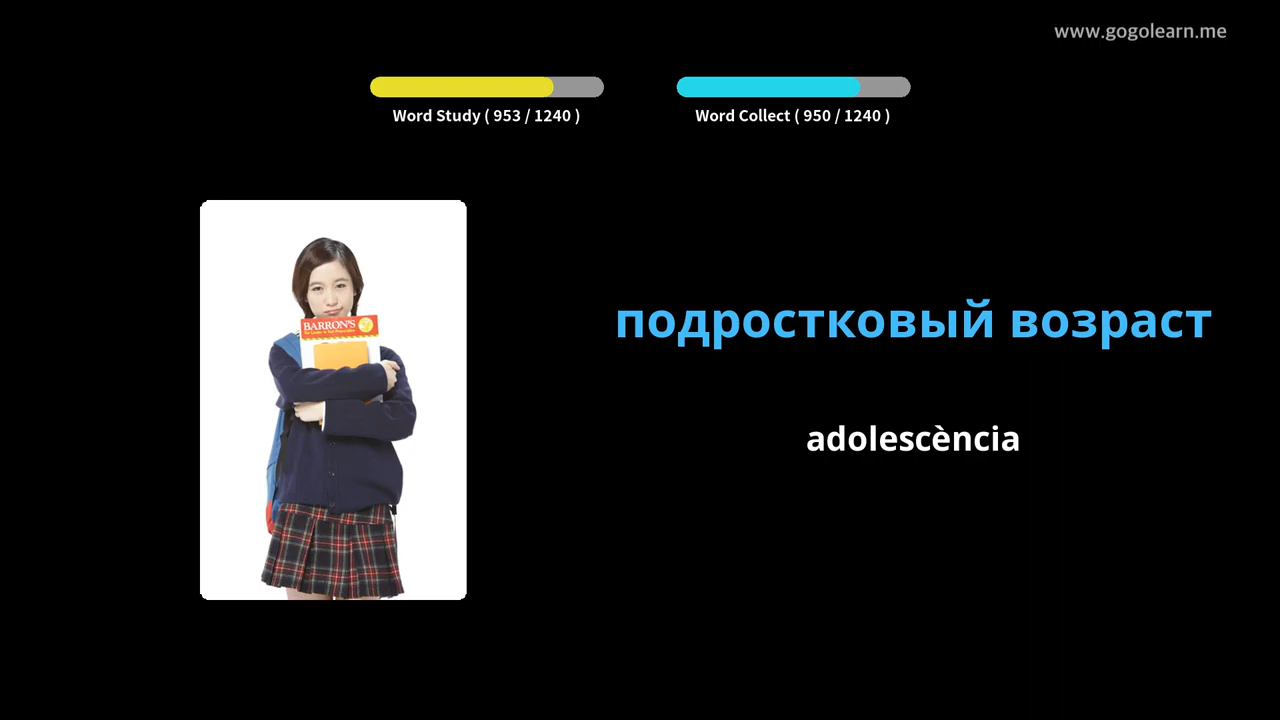 www.gogolearn.me
Word Study ( 953 / 1240 )
Word Collect ( 950 / 1240 )
BARRON'S
подростковый возраст
adolescència